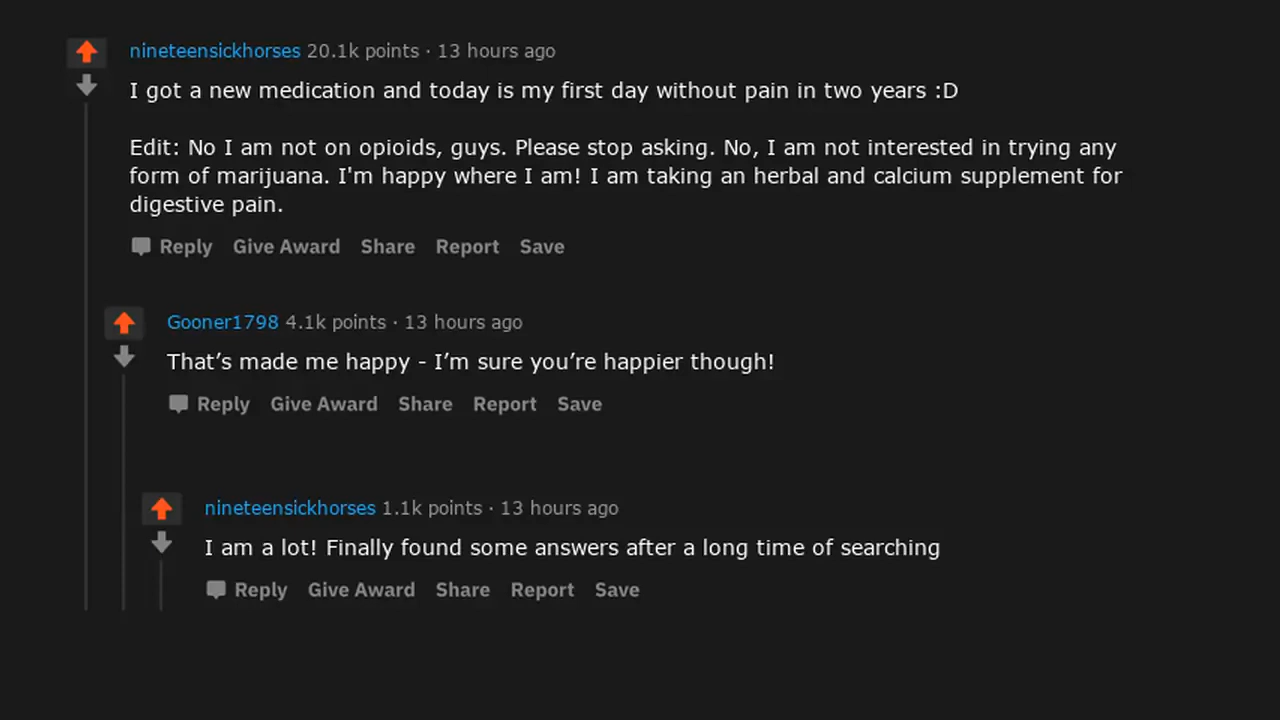 nineteensickhorses 20.1k points · 13 hours ago
I got a new medication and today is my first day without pain in two years :D
Edit: No I am not on opioids, guys. Please stop asking. No, I am not interested in trying any
form of marijuana. I'm happy where I am! I am taking an herbal and calcium supplement for
digestive pain.
Reply Give Award Share Report Save
Gooner1798 4.1k points · 13 hours ago
That’s made me happy - I’m sure you’re happier though!
Reply Give Award Share Report Save
nineteensickhorses 1.1k points · 13 hours ago
I am a lot! Finally found some answers after a long time of searching
Reply Give Award Share Report Save